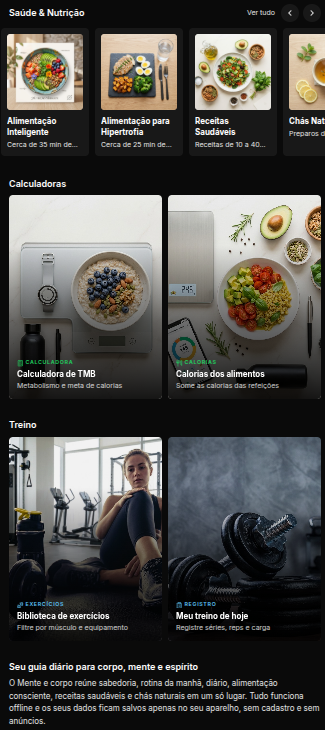 Saúde & Nutrição
Ver tudo
Alimentação
Inteligente
Cerca de 35 min de...
Alimentação para
Hipertrofia
Cerca de 25 min de...
Receitas
Saudáveis
Receitas de 10 a 40...
Chás Nat
Preparos d
Calculadoras
CALCULADORA
Calculadora de TMB
Metabolismo e meta de calorias
CALORIAS
Calorias dos alimentos
Some as calorias das refeições
Treino
EXERCÍCIOS
Biblioteca de exercícios
Filtre por músculo e equipamento
REGISTRO
Meu treino de hoje
Registre séries, reps e carga
Seu guia diário para corpo, mente e espírito
O Mente e corpo reúne sabedoria, rotina da manhã, diário, alimentação
consciente, receitas saudáveis e chás naturais em um só lugar. Tudo funciona
offline e os seus dados ficam salvos apenas no seu aparelho, sem cadastro e sem
anúncios.